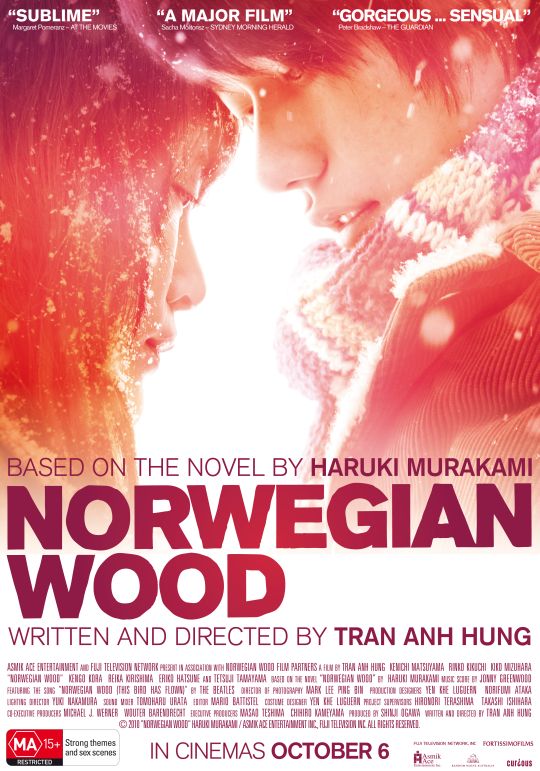 “SUBLIME”
Margaret Pomeranz – AT THE MOVIES
“A MAJOR FILM”
Sacha Molitorisz – SYDNEY MORNING HERALD
“GORGEOUS ... SENSUAL”
Peter Bradshaw – THE GUARDIAN
BASED ON THE NOVEL BY HARUKI MURAKAMI
NORWEGIAN
WOOD
WRITTEN AND DIRECTED BY TRAN ANH HUNG
ASMIK ACE ENTERTAINMENT AND FUJI TELEVISION NETWORK PRESENT IN ASSOCIATION WITH NORWEGIAN WOOD FILM PARTNERS A FILM BY TRAN ANH HUNG KENICHI MATSUYAMA RINKO KIKUCHI KIKO MIZUHARA
“NORWEGIAN WOOD” KENGO KORA REIKA KIRISHIMA ERIKO HATSUNE AND TETSUJI TAMAYAMA BASED ON THE NOVEL “NORWEGIAN WOOD” BY HARUKI MURAKAMI MUSIC SCORE BY JONNY GREENWOOD
FEATURING THE SONG “NORWEGIAN WOOD (THIS BIRD HAS FLOWN)” BY THE BEATLES DIRECTOR OF PHOTOGRAPHY MARK LEE PING BIN PRODUCTION DESIGNERS YEN KHE LUGUERN NORIFUMI ATAKA
LIGHTING DIRECTOR YUKI NAKAMURA SOUND MIXER TOMOHARU URATA EDITOR MARIO BATTISTEL COSTUME DESIGNER YEN KHE LUGUERN PROJECT SUPERVISORS HIRONORI TERASHIMA TAKASHI ISHIHARA
CO-EXECUTIVE PRODUCERS MICHAEL J. WERNER WOUTER BARENDRECHT EXECUTIVE PRODUCERS MASAO TESHIMA CHIHIRO KAMEYAMA PRODUCED BY SHINJI OGAWA WRITTEN AND DIRECTED BY TRAN ANH HUNG
© 2010 “NORWEGIAN WOOD” HARUKI MURAKAMI / ASMIK ACE ENTERTAINMENT INC, FUJI TELEVISION INC ALL RIGHTS RESERVED.
MA 15+
RESTRICTED
Strong themes
and sex scenes
IN CINEMAS OCTOBER 6
FUJI TELEVISION NETWORK, INC
FORTISSIMO FILMS
Asmik
Ace
Entertainment, Inc
RANDOM HOUSE AUSTRALIA
curious